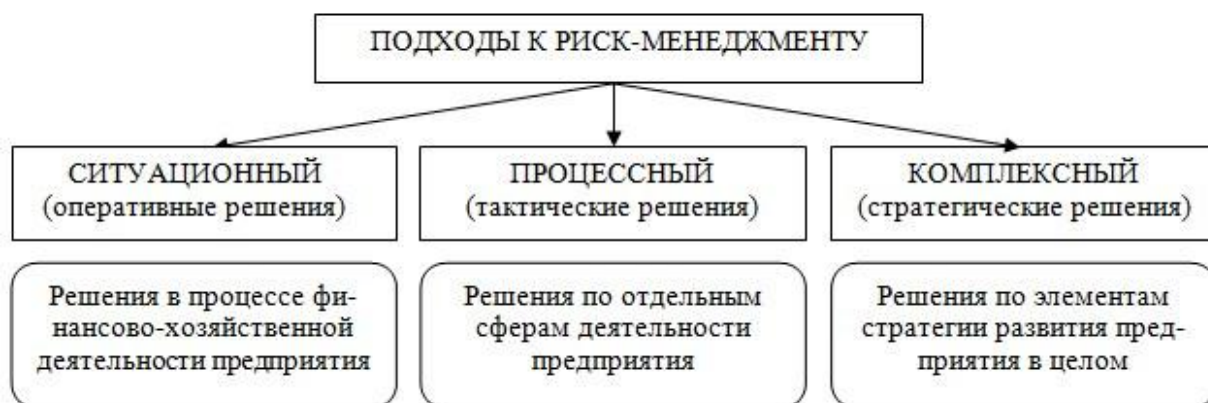 ПОДХОДЫ К РИСК-МЕНЕДЖМЕНТУ
СИТУАЦИОННЫЙ
(оперативные решения)
ПРОЦЕССНЫЙ
(тактические решения)
КОМПЛЕКСНЫЙ
(стратегические решения)
Решения в процессе фи-
нансово-хозяйственной
деятельности предприятия
Решения по отдельным
сферам деятельности
предприятия
Решения по элементам
стратегии развития пред-
приятия в целом